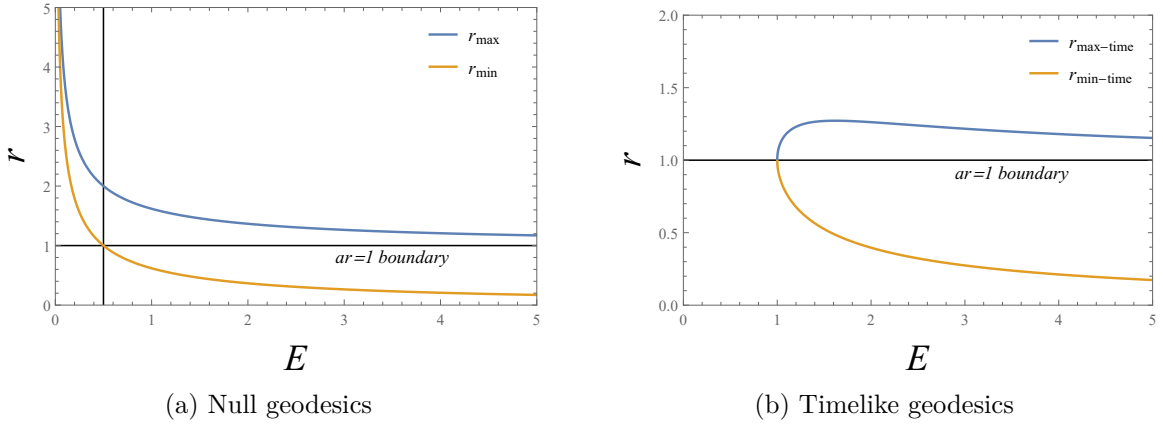 5
4
3
2
1
0
r
0
1
2
3
4
5
E
r_max
r_min
ar=1 boundary
(a) Null geodesics
2.0
1.5
1.0
0.5
0.0
r
0
1
2
3
4
5
E
r_max-time
r_min-time
ar=1 boundary
(b) Timelike geodesics